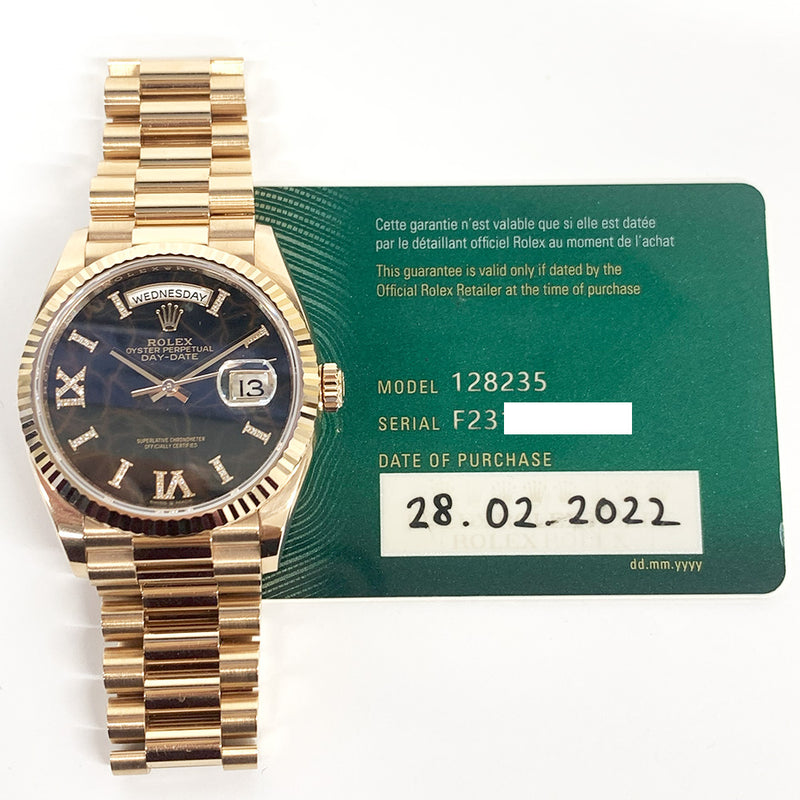 WEDNESDAY
ROLEX
OYSTER PERPETUAL
DAY-DATE
13
SUPERLATIVE CHRONOMETER
OFFICIALLY CERTIFIED
IX
VI
Cette garantie n'est valable que si elle est datée
par le détaillant officiel Rolex au moment de l'achat
This guarantee is valid only if dated by the
Official Rolex Retailer at the time of purchase
MODEL 128235
SERIAL F23
DATE OF PURCHASE
28.02.2022
dd.mm.yyyy